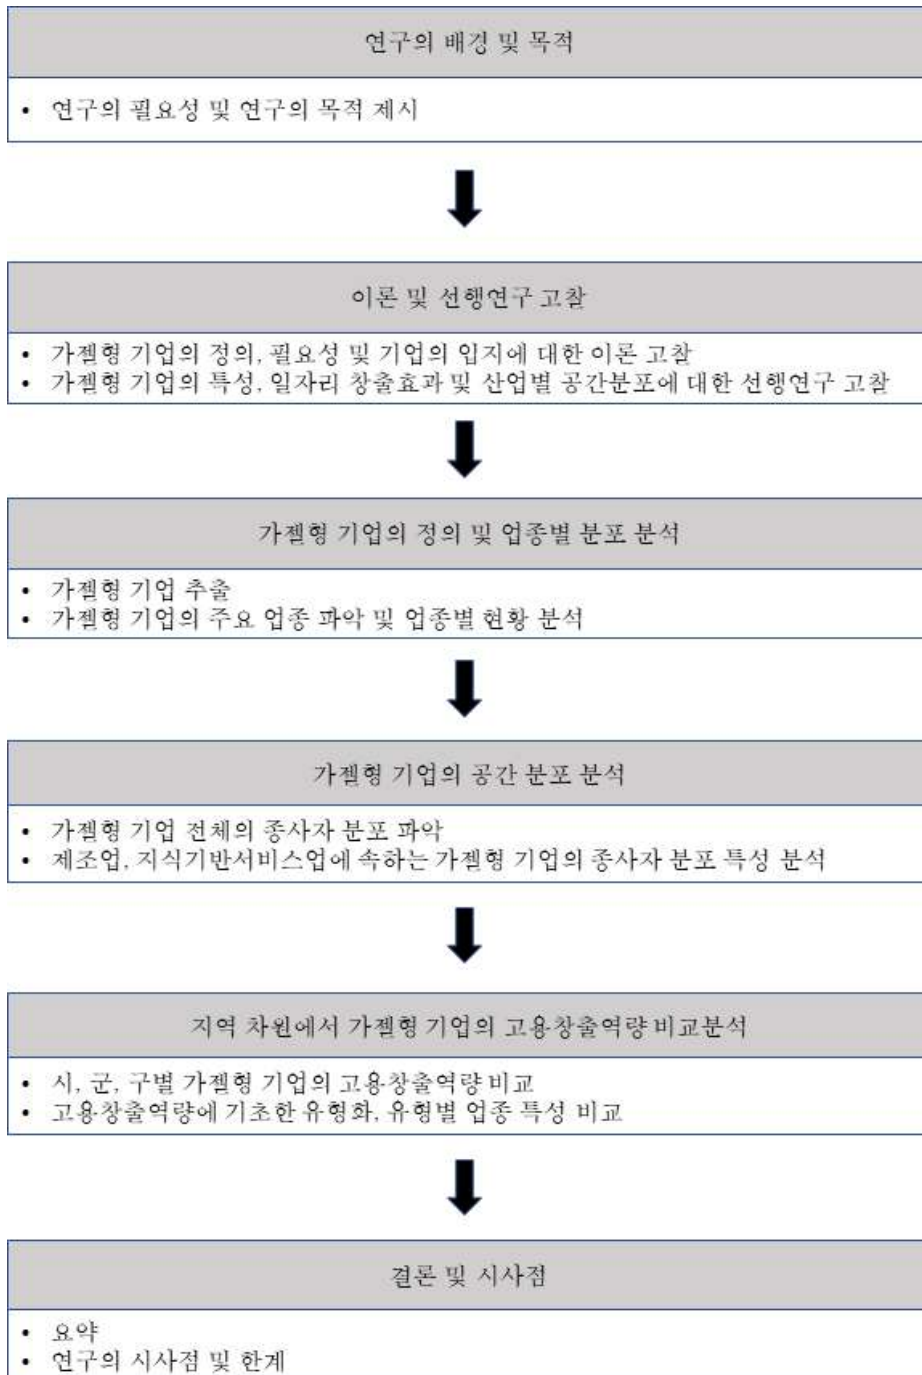 연구의 배경 및 목적
• 연구의 필요성 및 연구의 목적 제시
이론 및 선행연구 고찰
• 가젤형 기업의 정의, 필요성 및 기업의 입지에 대한 이론 고찰
• 가젤형 기업의 특성, 일자리 창출효과 및 산업별 공간분포에 대한 선행연구 고찰
가젤형 기업의 정의 및 업종별 분포 분석
• 가젤형 기업 추출
• 가젤형 기업의 주요 업종 파악 및 업종별 현황 분석
가젤형 기업의 공간 분포 분석
• 가젤형 기업 전체의 종사자 분포 파악
• 제조업, 지식기반서비스업에 속하는 가젤형 기업의 종사자 분포 특성 분석
지역 차원에서 가젤형 기업의 고용창출역량 비교분석
• 시, 군, 구별 가젤형 기업의 고용창출역량 비교
• 고용창출역량에 기초한 유형화, 유형별 업종 특성 비교
결론 및 시사점
• 요약
• 연구의 시사점 및 한계